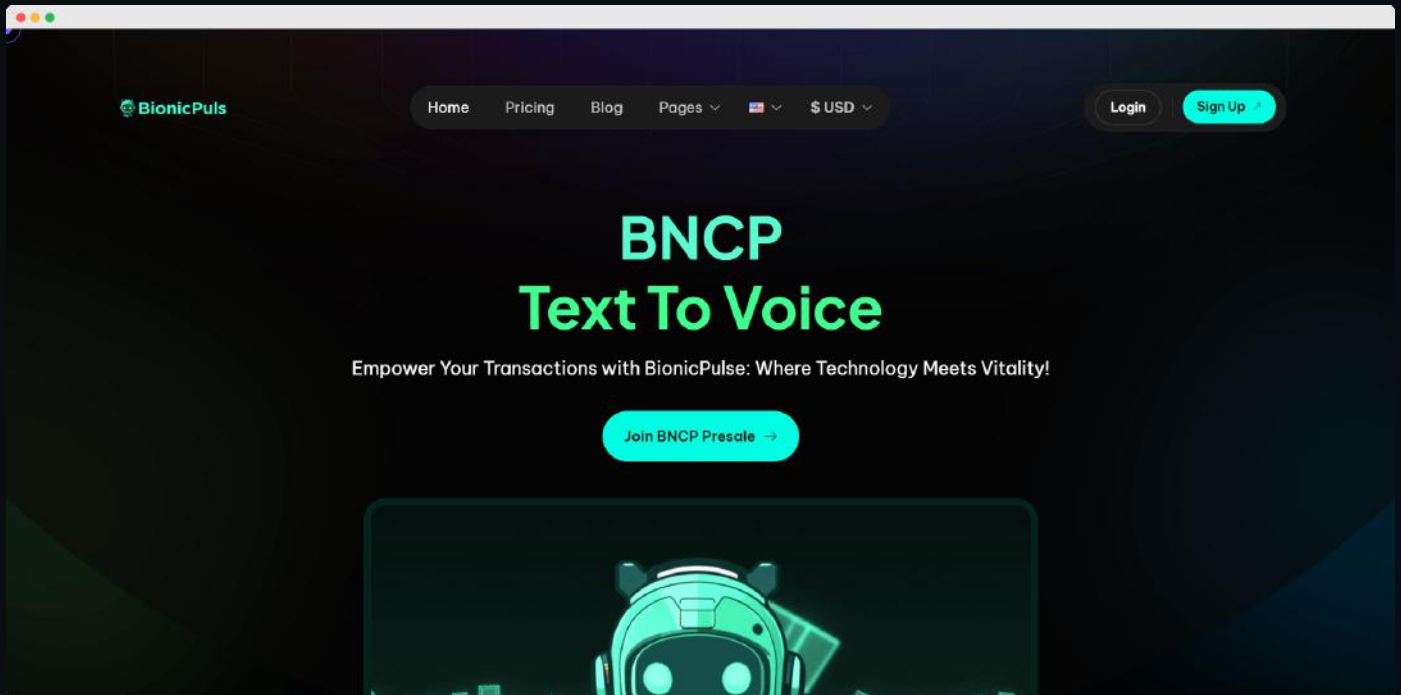 BionicPuls
Home Pricing Blog Pages $ USD
Login Sign Up
BNCP
Text To Voice
Empower Your Transactions with BionicPulse: Where Technology Meets Vitality!
Join BNCP Presale